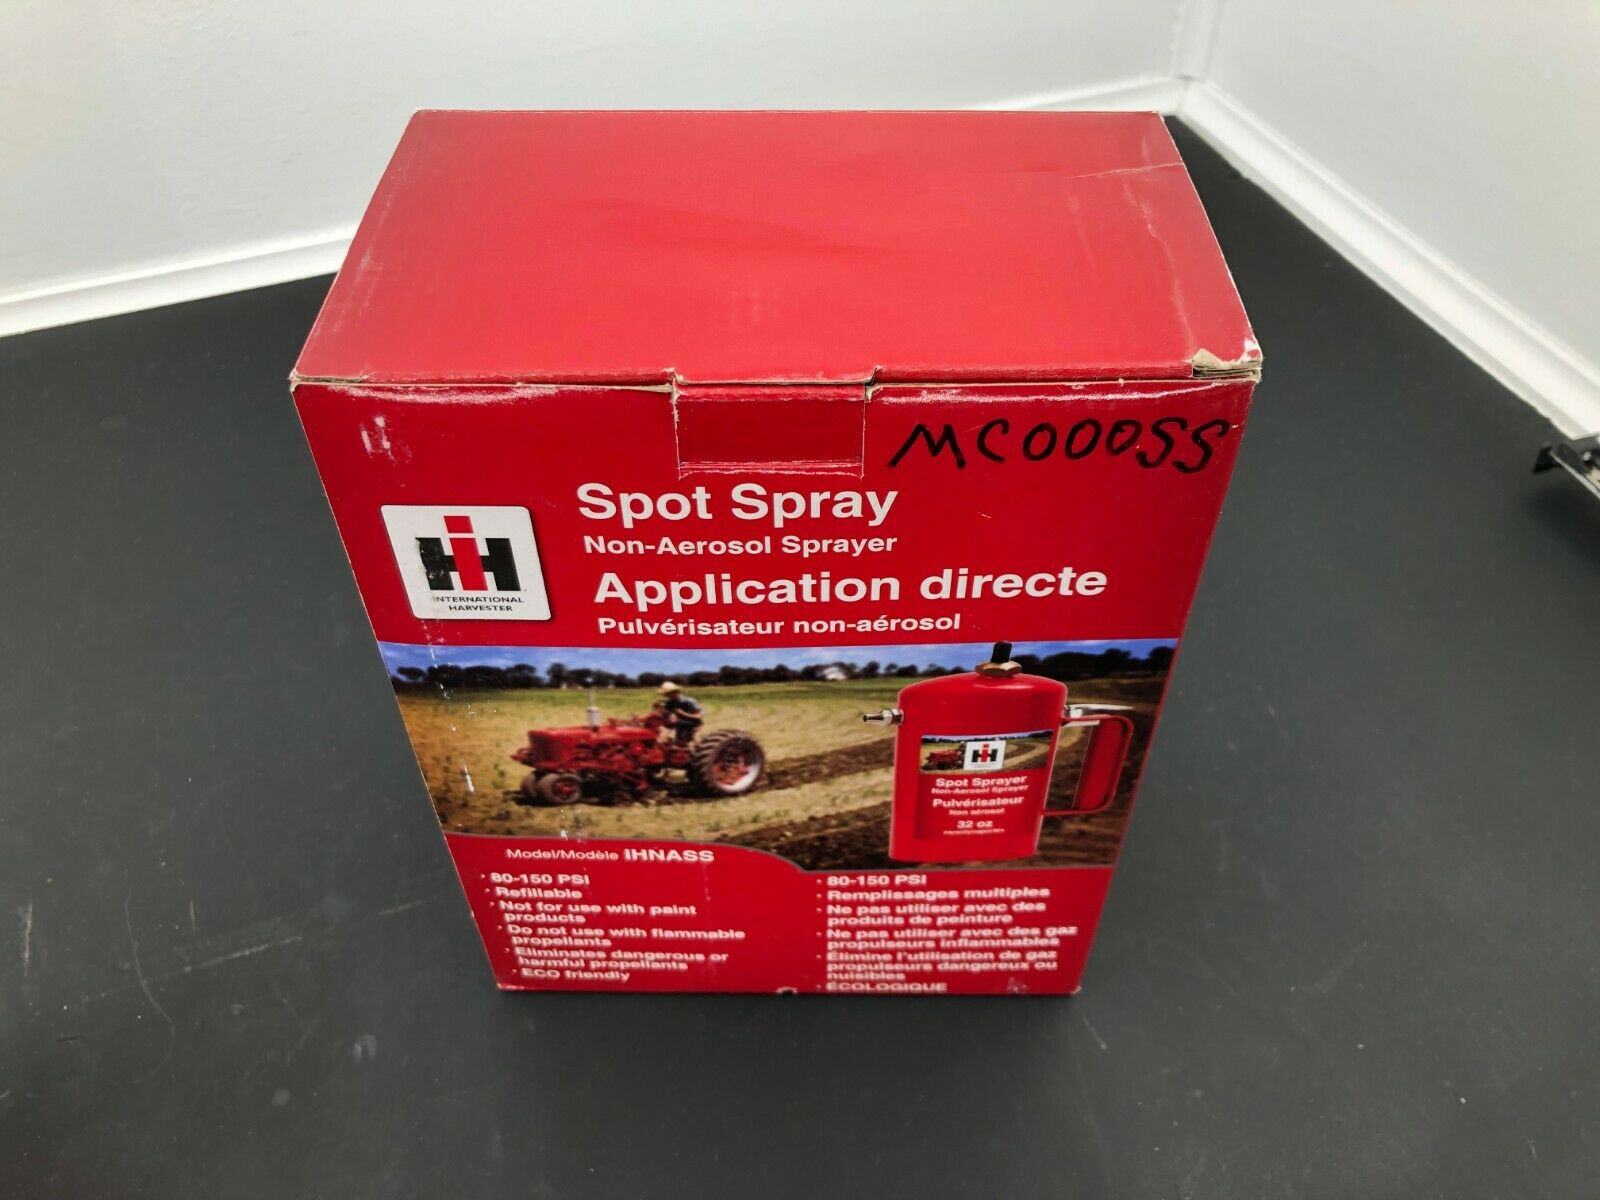 MC000SS
Spot Spray
Non-Aerosol Sprayer
Application directe
Pulvérisateur non-aérosol
IH
INTERNATIONAL
HARVESTER
IH
Spot Sprayer
Non-Aerosol Sprayer
Pulvérisateur
Non aérosol
32 oz
Model/Modèle IHNASS
· 80-150 PSI
· Refillable
· Not for use with paint
products
· Do not use with flammable
propellants
· Eliminates dangerous or
harmful propellants
· ECO friendly
· 80-150 PSI
· Remplissages multiples
· Ne pas utiliser avec des
produits de peinture
· Ne pas utiliser avec des gaz
propulseurs inflammables
· Élimine l'utilisation de gaz
propulseurs dangereux ou
nuisibles
· ÉCOLOGIQUE